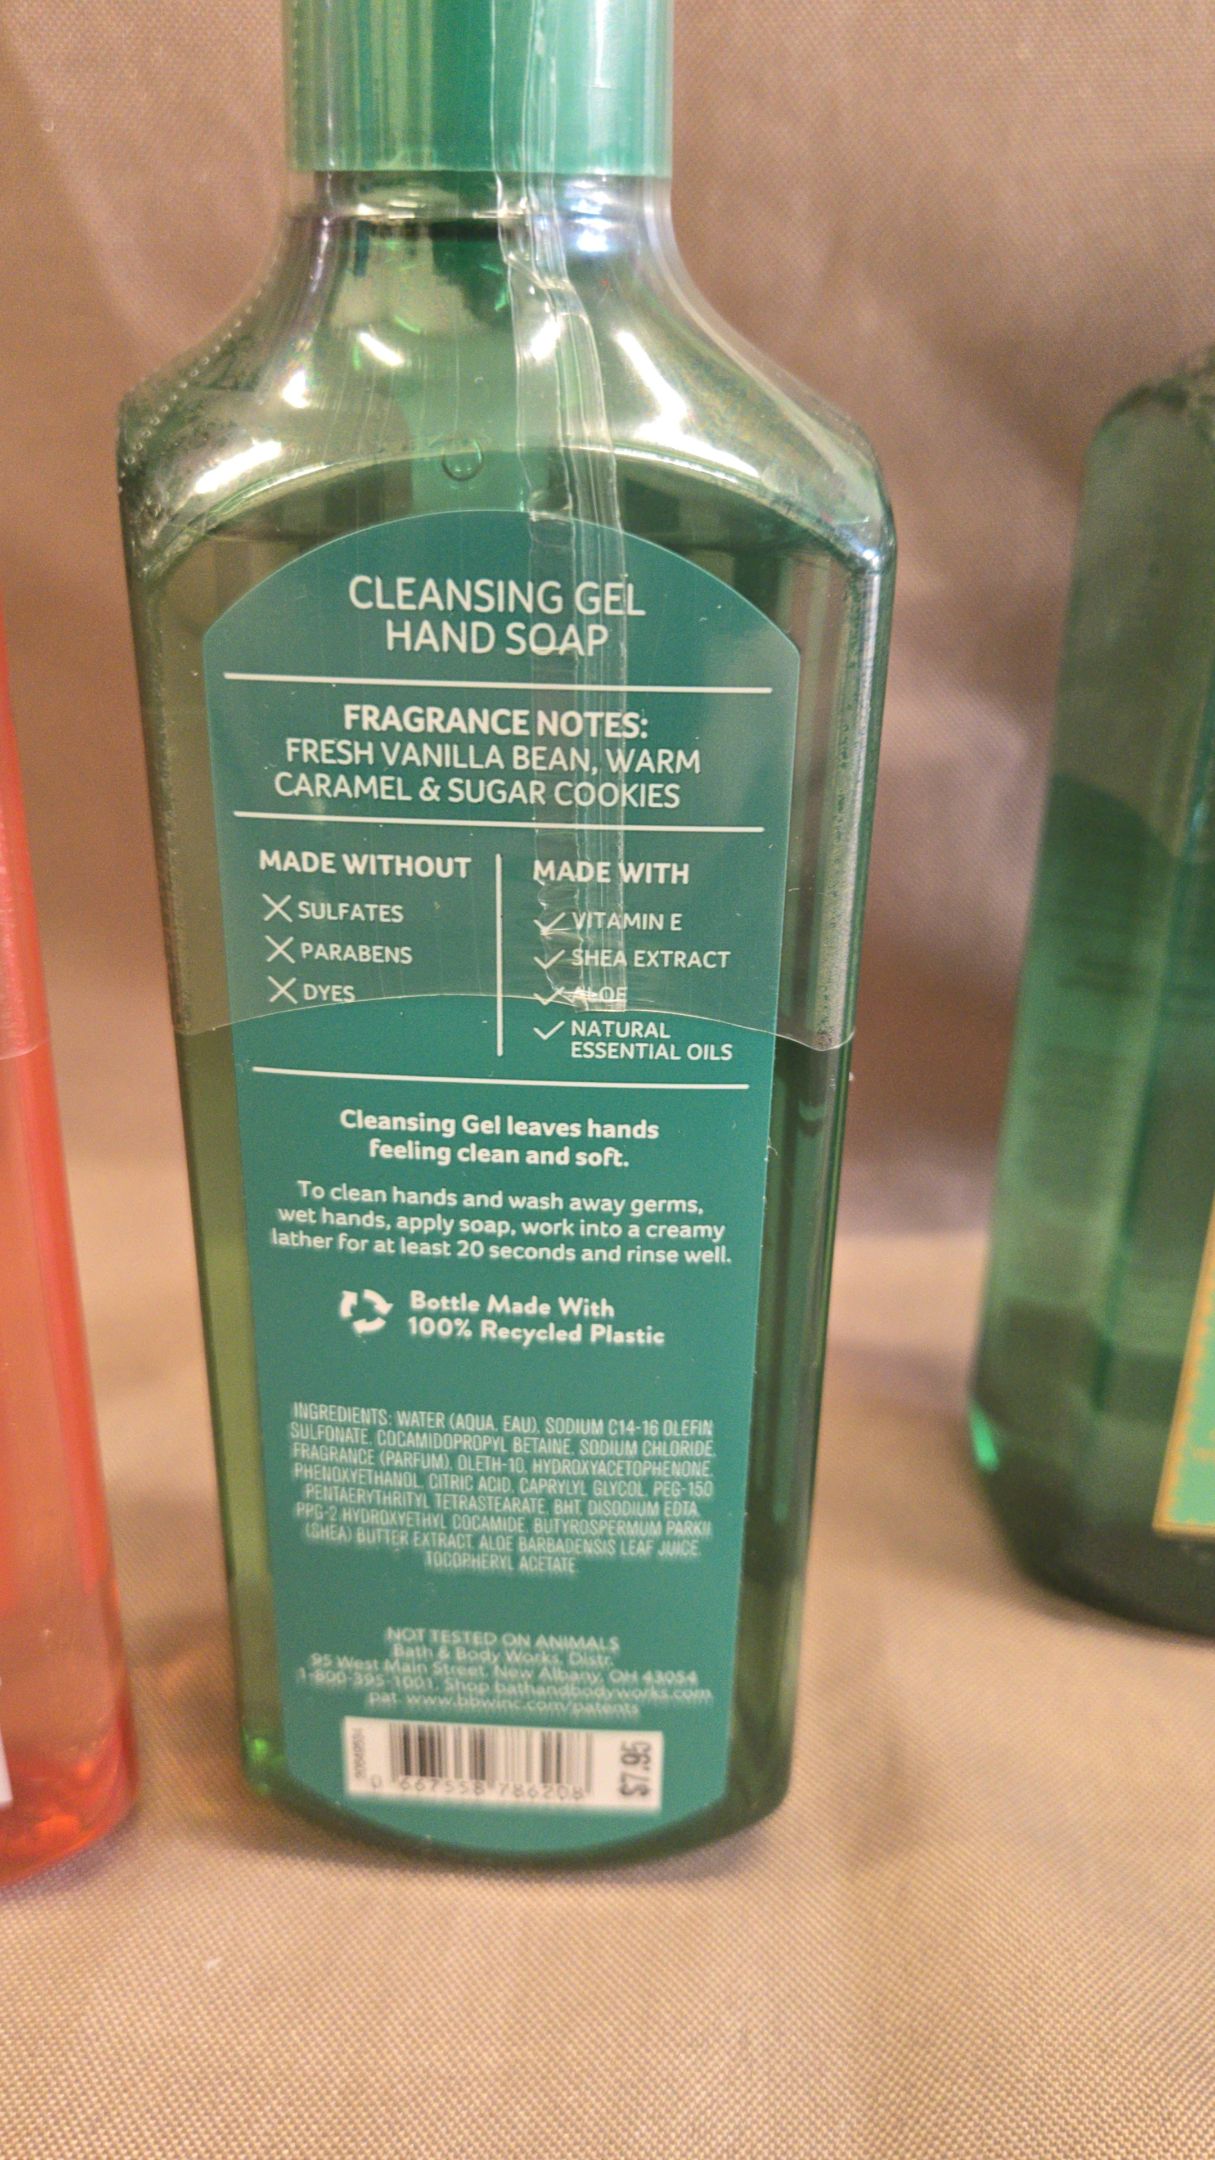 CLEANSING GEL
HAND SOAP
FRAGRANCE NOTES:
FRESH VANILLA BEAN, WARM
CARAMEL & SUGAR COOKIES
MADE WITHOUT
SULFATES
PARABENS
DYES
MADE WITH
VITAMIN E
SHEA EXTRACT
ALOE
NATURAL
ESSENTIAL OILS
Cleansing Gel leaves hands
feeling clean and soft.
To clean hands and wash away germs,
wet hands, apply soap, work into a creamy
lather for at least 20 seconds and rinse well.
Bottle Made With
100% Recycled Plastic
INGREDIENTS: WATER (AQUA, EAU), SODIUM C14-16 OLEFIN
SULFONATE, COCAMIDOPROPYL BETAINE, SODIUM CHLORIDE,
FRAGRANCE (PARFUM), OLETH-10, HYDROXYACETOPHENONE,
PHENOXYETHANOL, CITRIC ACID, CAPRYLYL GLYCOL, PEG-150
PENTAERYTHRITYL TETRASTEARATE, BHT, DISODIUM EDTA,
PPG-2 HYDROXYETHYL COCAMIDE, BUTYROSPERMUM PARKII
(SHEA) BUTTER EXTRACT, ALOE BARBADENSIS LEAF JUICE,
TOCOPHERYL ACETATE.
NOT TESTED ON ANIMALS
Bath & Body Works, Distr.
95 West Main Street, New Albany, OH 43054
1-800-395-1001. Shop bathandbodyworks.com
pat. www.bbwinc.com/patents
0 667558 786208
$7.95